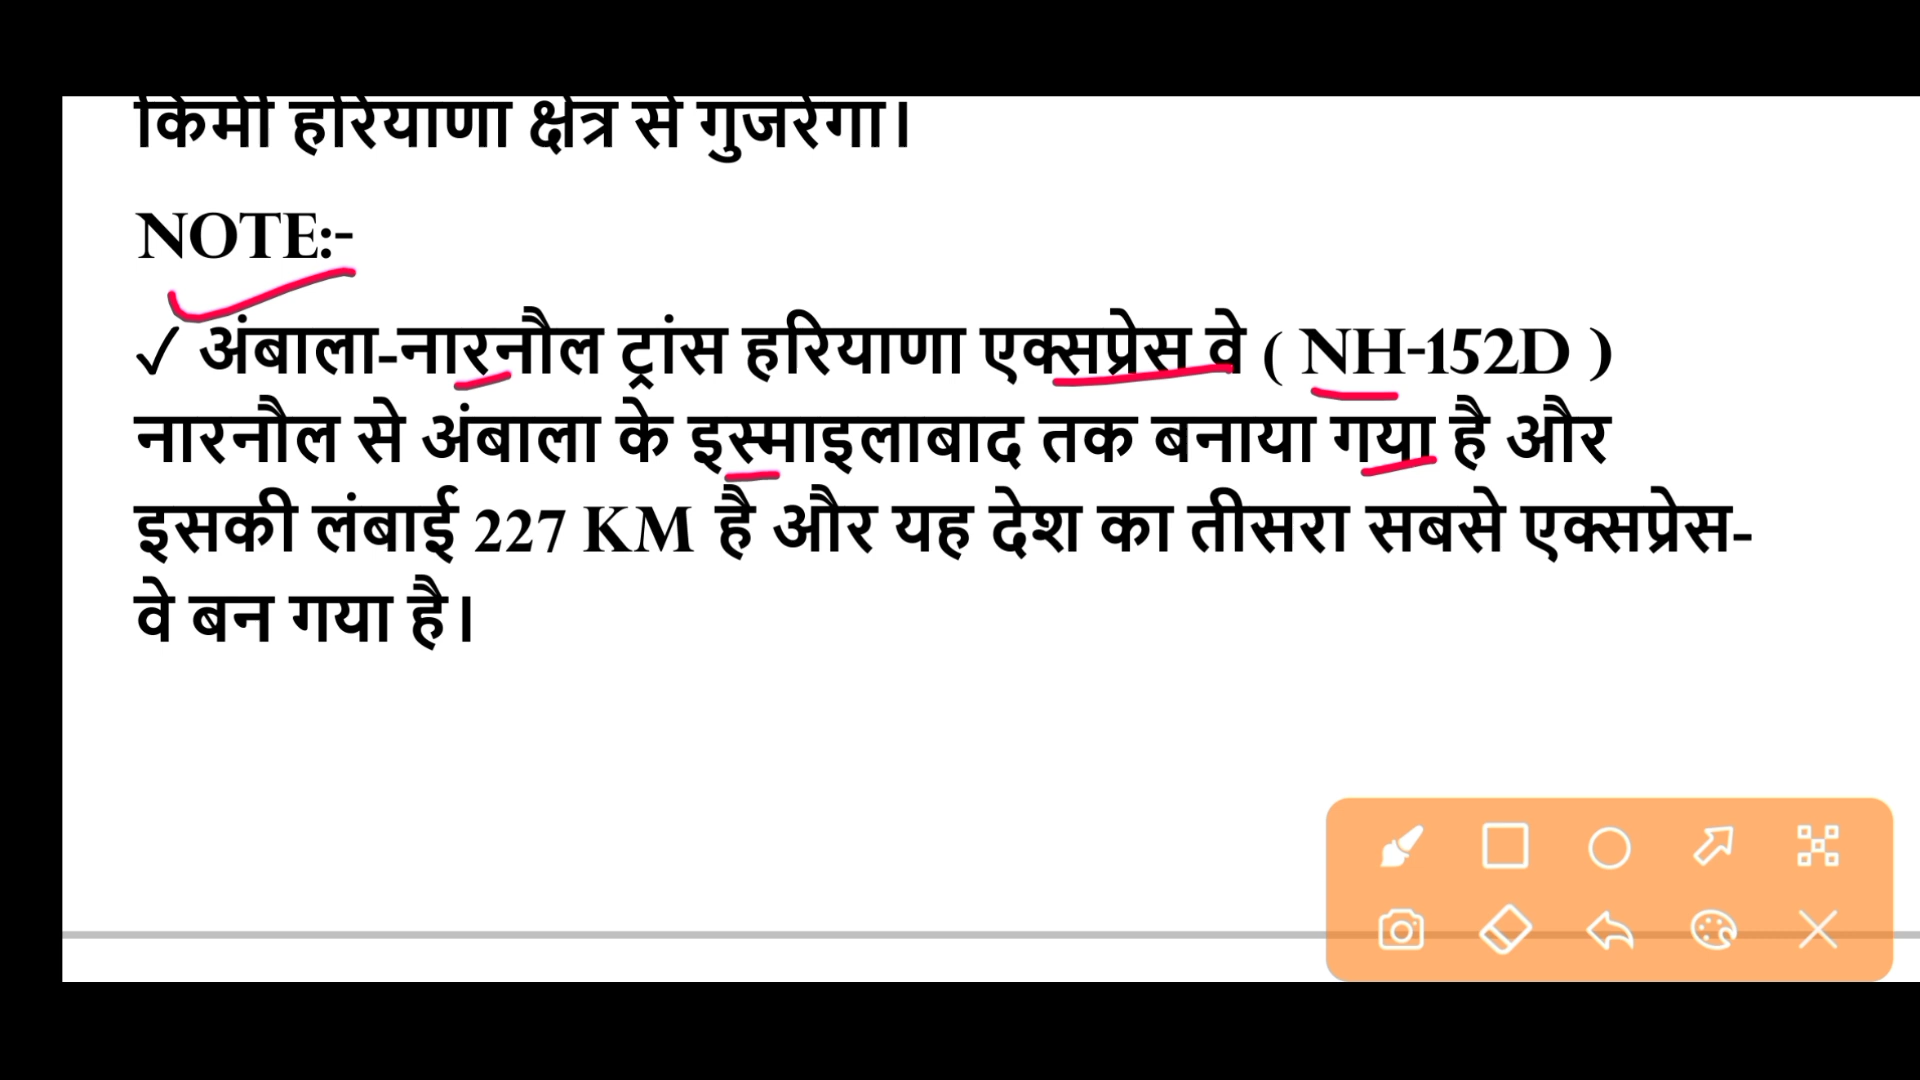 किमी हरियाणा क्षेत्र से गुजरेगा।
NOTE:-
✓ अंबाला-नारनौल ट्रांस हरियाणा एक्सप्रेस वे ( NH-152D )
नारनौल से अंबाला के इस्माइलाबाद तक बनाया गया है और
इसकी लंबाई 227 KM है और यह देश का तीसरा सबसे एक्सप्रेस-
वे बन गया है।